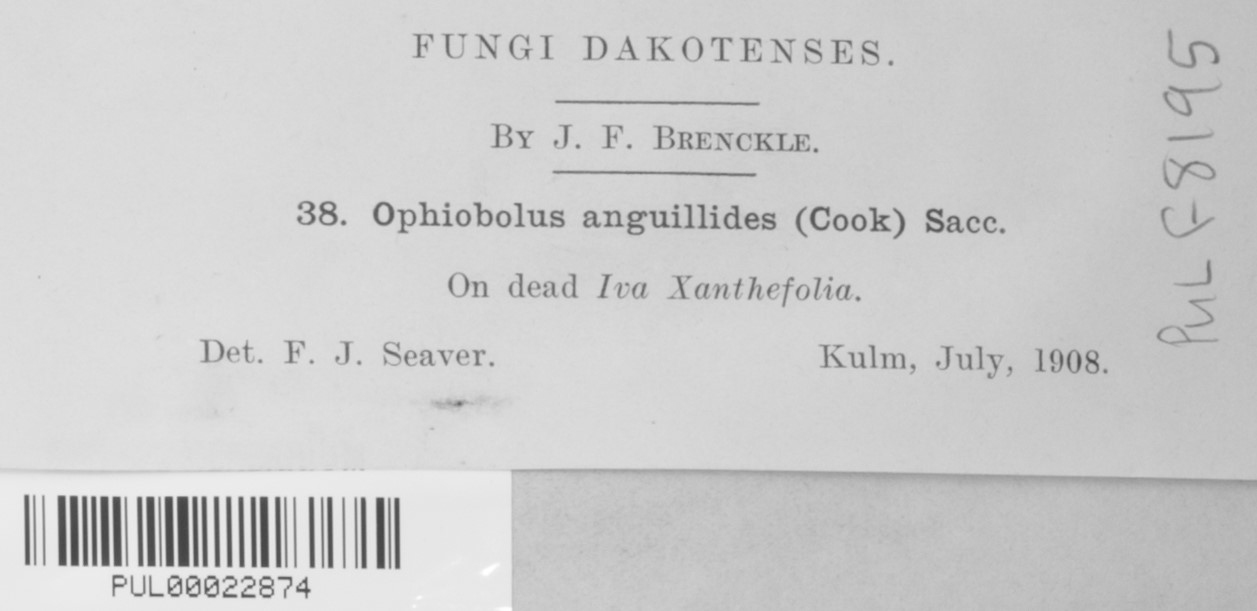 FUNGI DAKOTENSES.
BY J. F. BRENCKLE.
38. Ophiobolus anguillides (Cook) Sacc.
On dead Iva Xanthefolia.
Det. F. J. Seaver. Kulm, July, 1908.
PUL F8195
PUL00022874